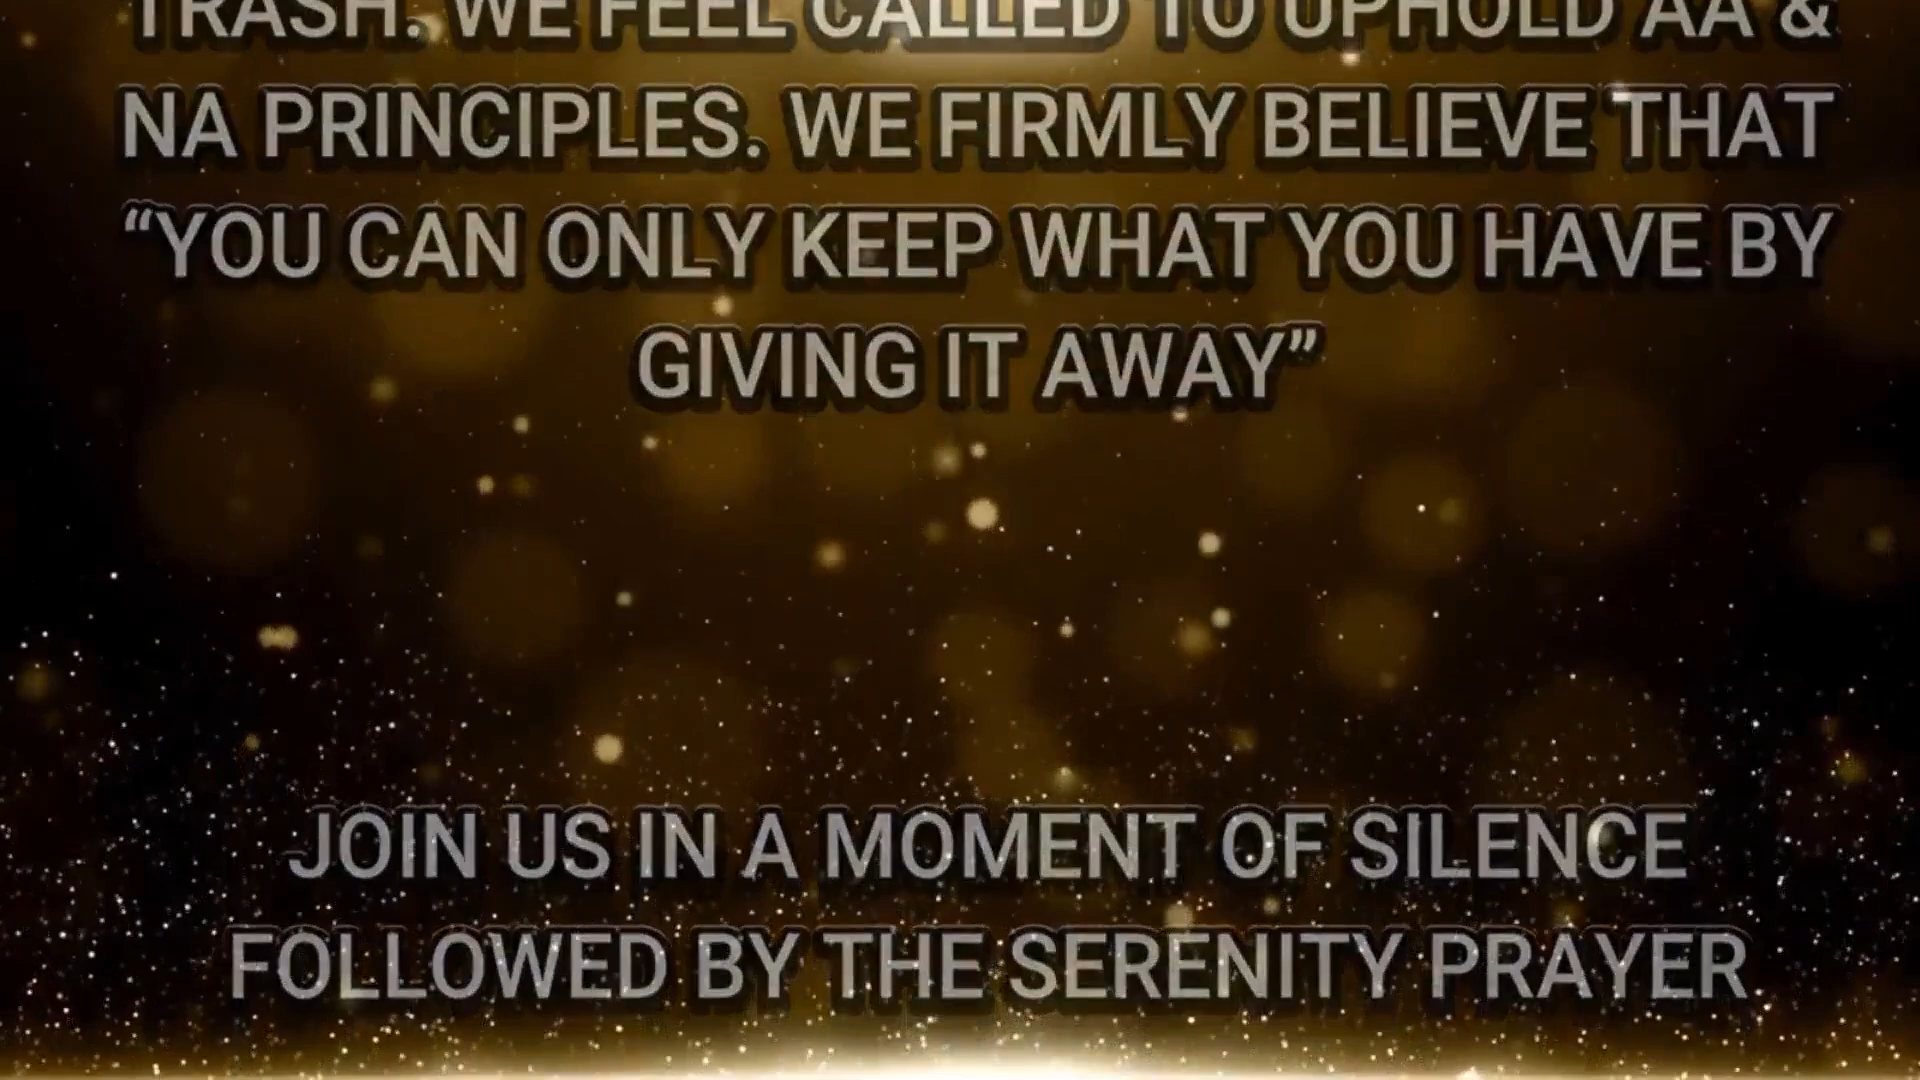 TRASH. WE FEEL CALLED TO UPHOLD AA &
NA PRINCIPLES. WE FIRMLY BELIEVE THAT
“YOU CAN ONLY KEEP WHAT YOU HAVE BY
GIVING IT AWAY”
JOIN US IN A MOMENT OF SILENCE
FOLLOWED BY THE SERENITY PRAYER